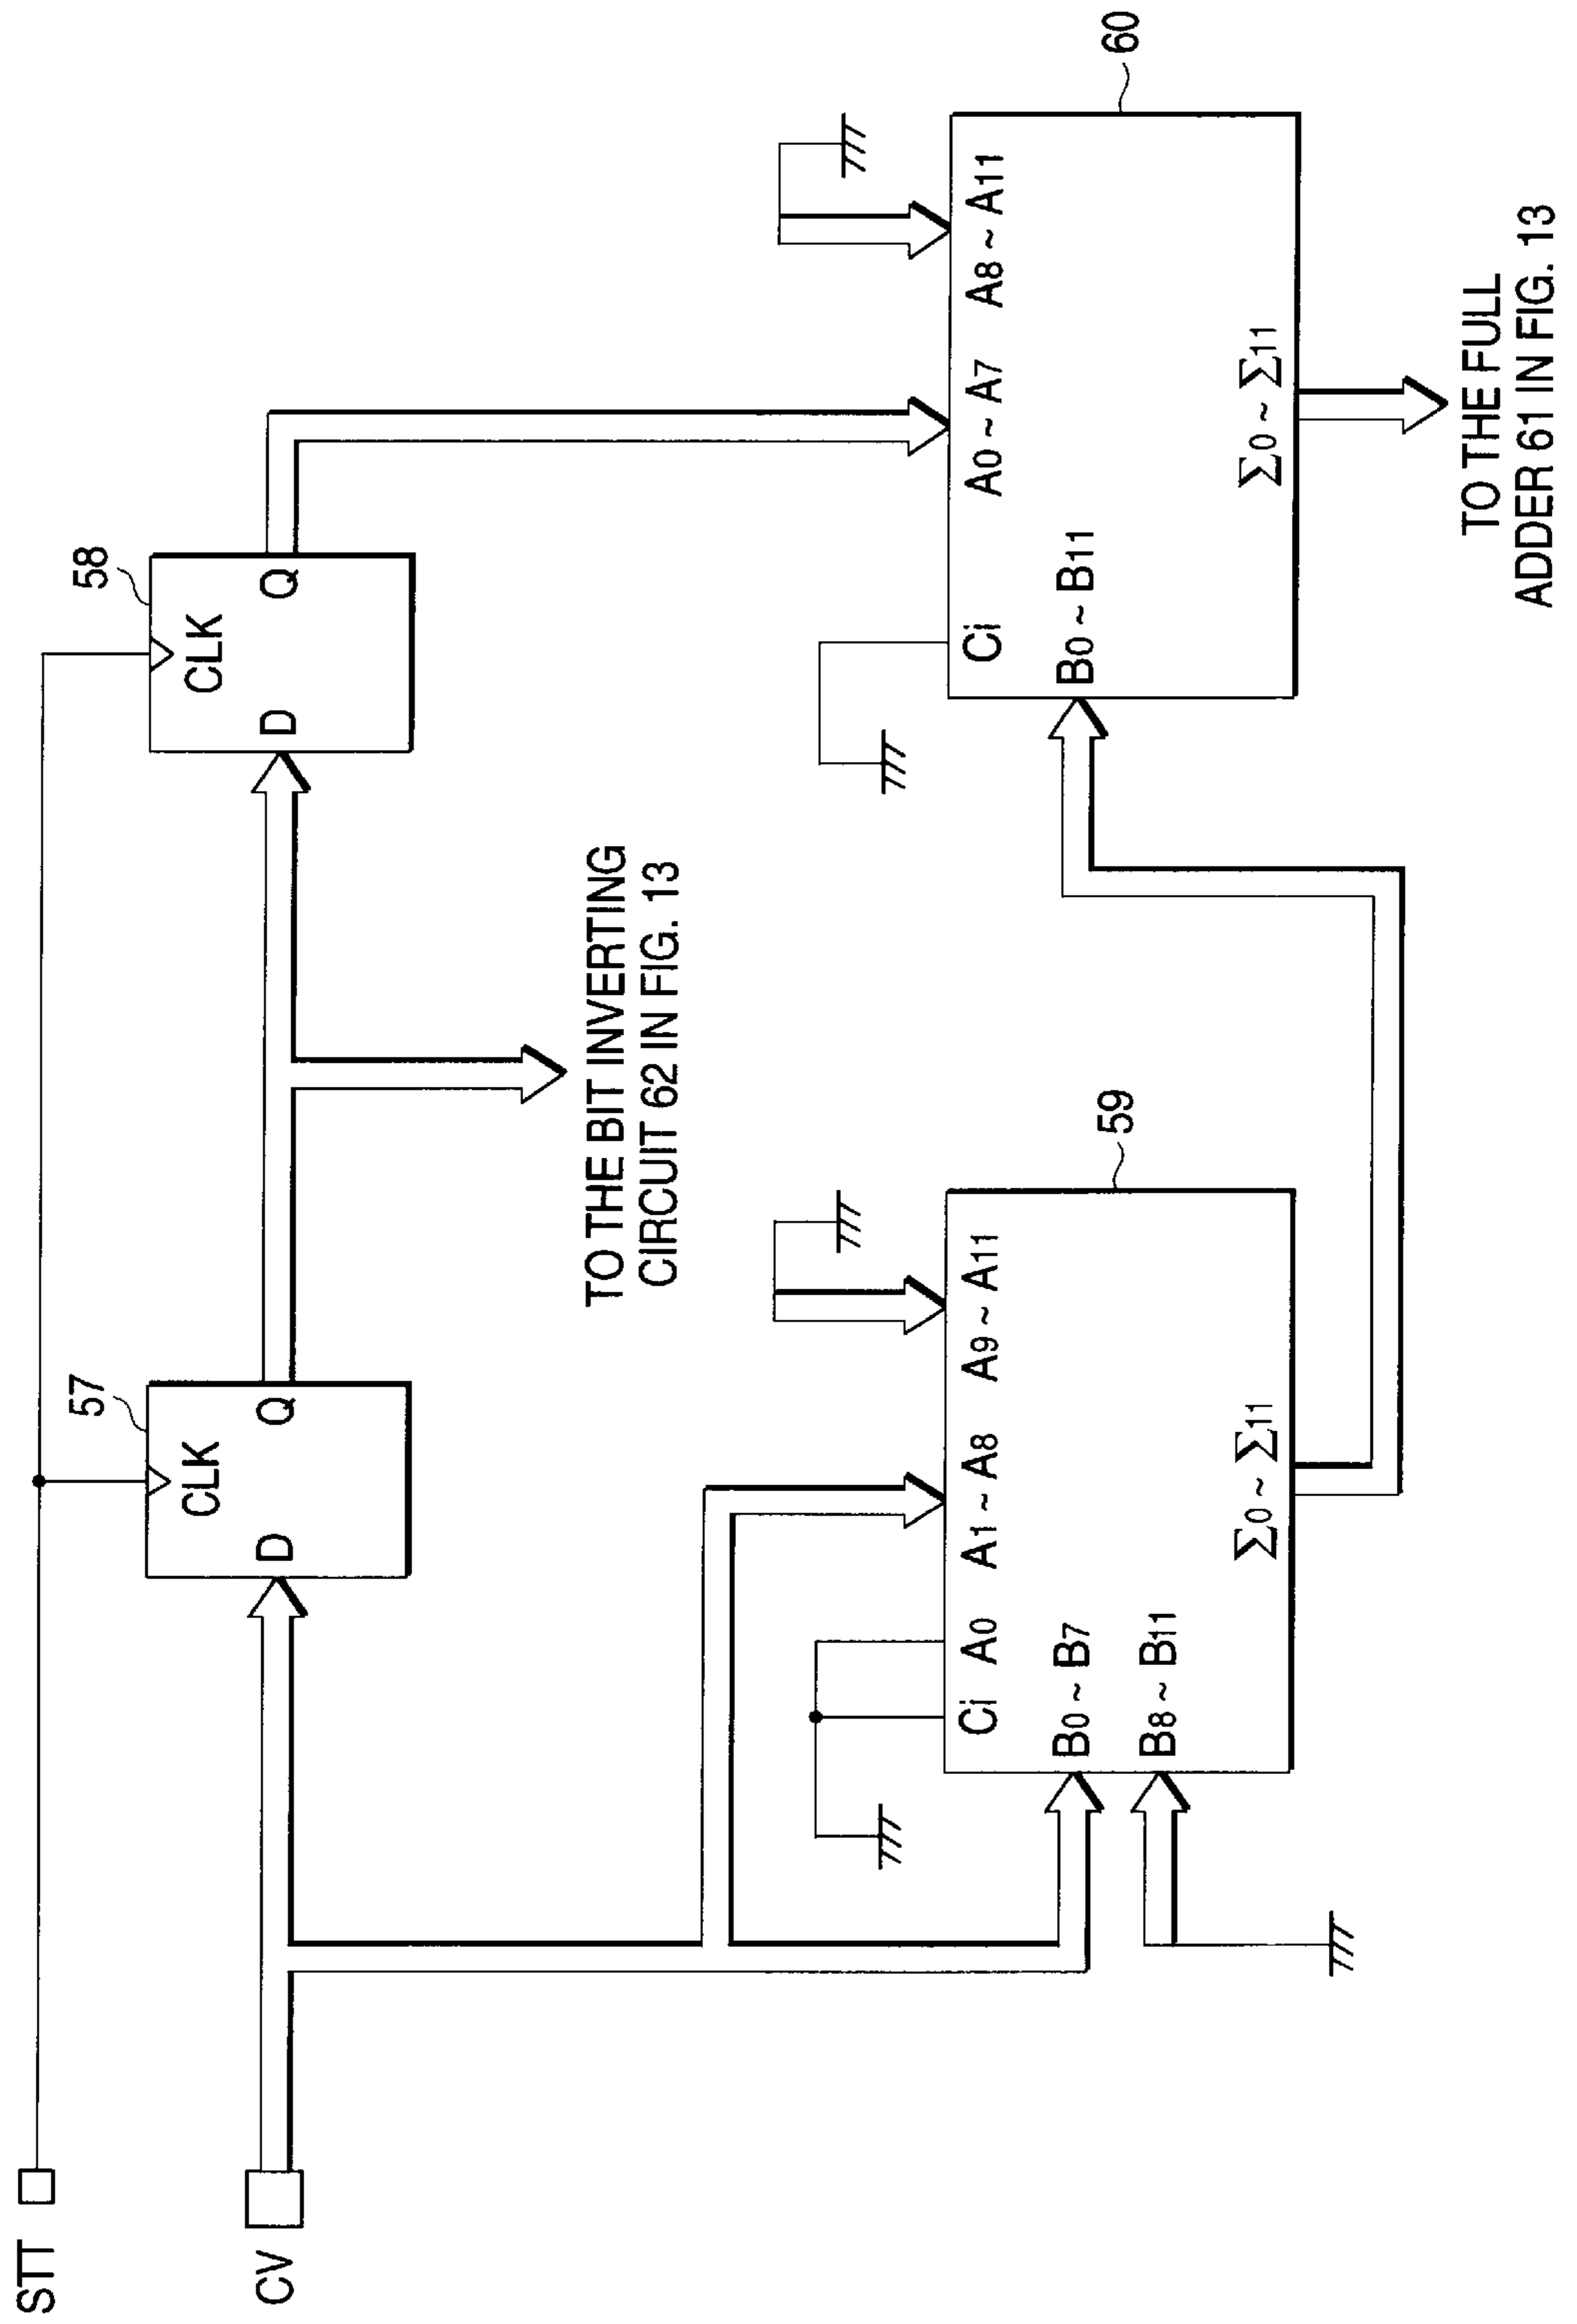 STT
CV
57
CLK
D
Q
58
CLK
D
Q
TO THE BIT INVERTING
CIRCUIT 62 IN FIG. 13
59
Ci A0 A1 ~ A8 A9 ~ A11
B0 ~ B7
B8 ~ B11
Σ0 ~ Σ11
60
Ci A0 ~ A7 A8 ~ A11
B0 ~ B11
Σ0 ~ Σ11
TO THE FULL
ADDER 61 IN FIG. 13